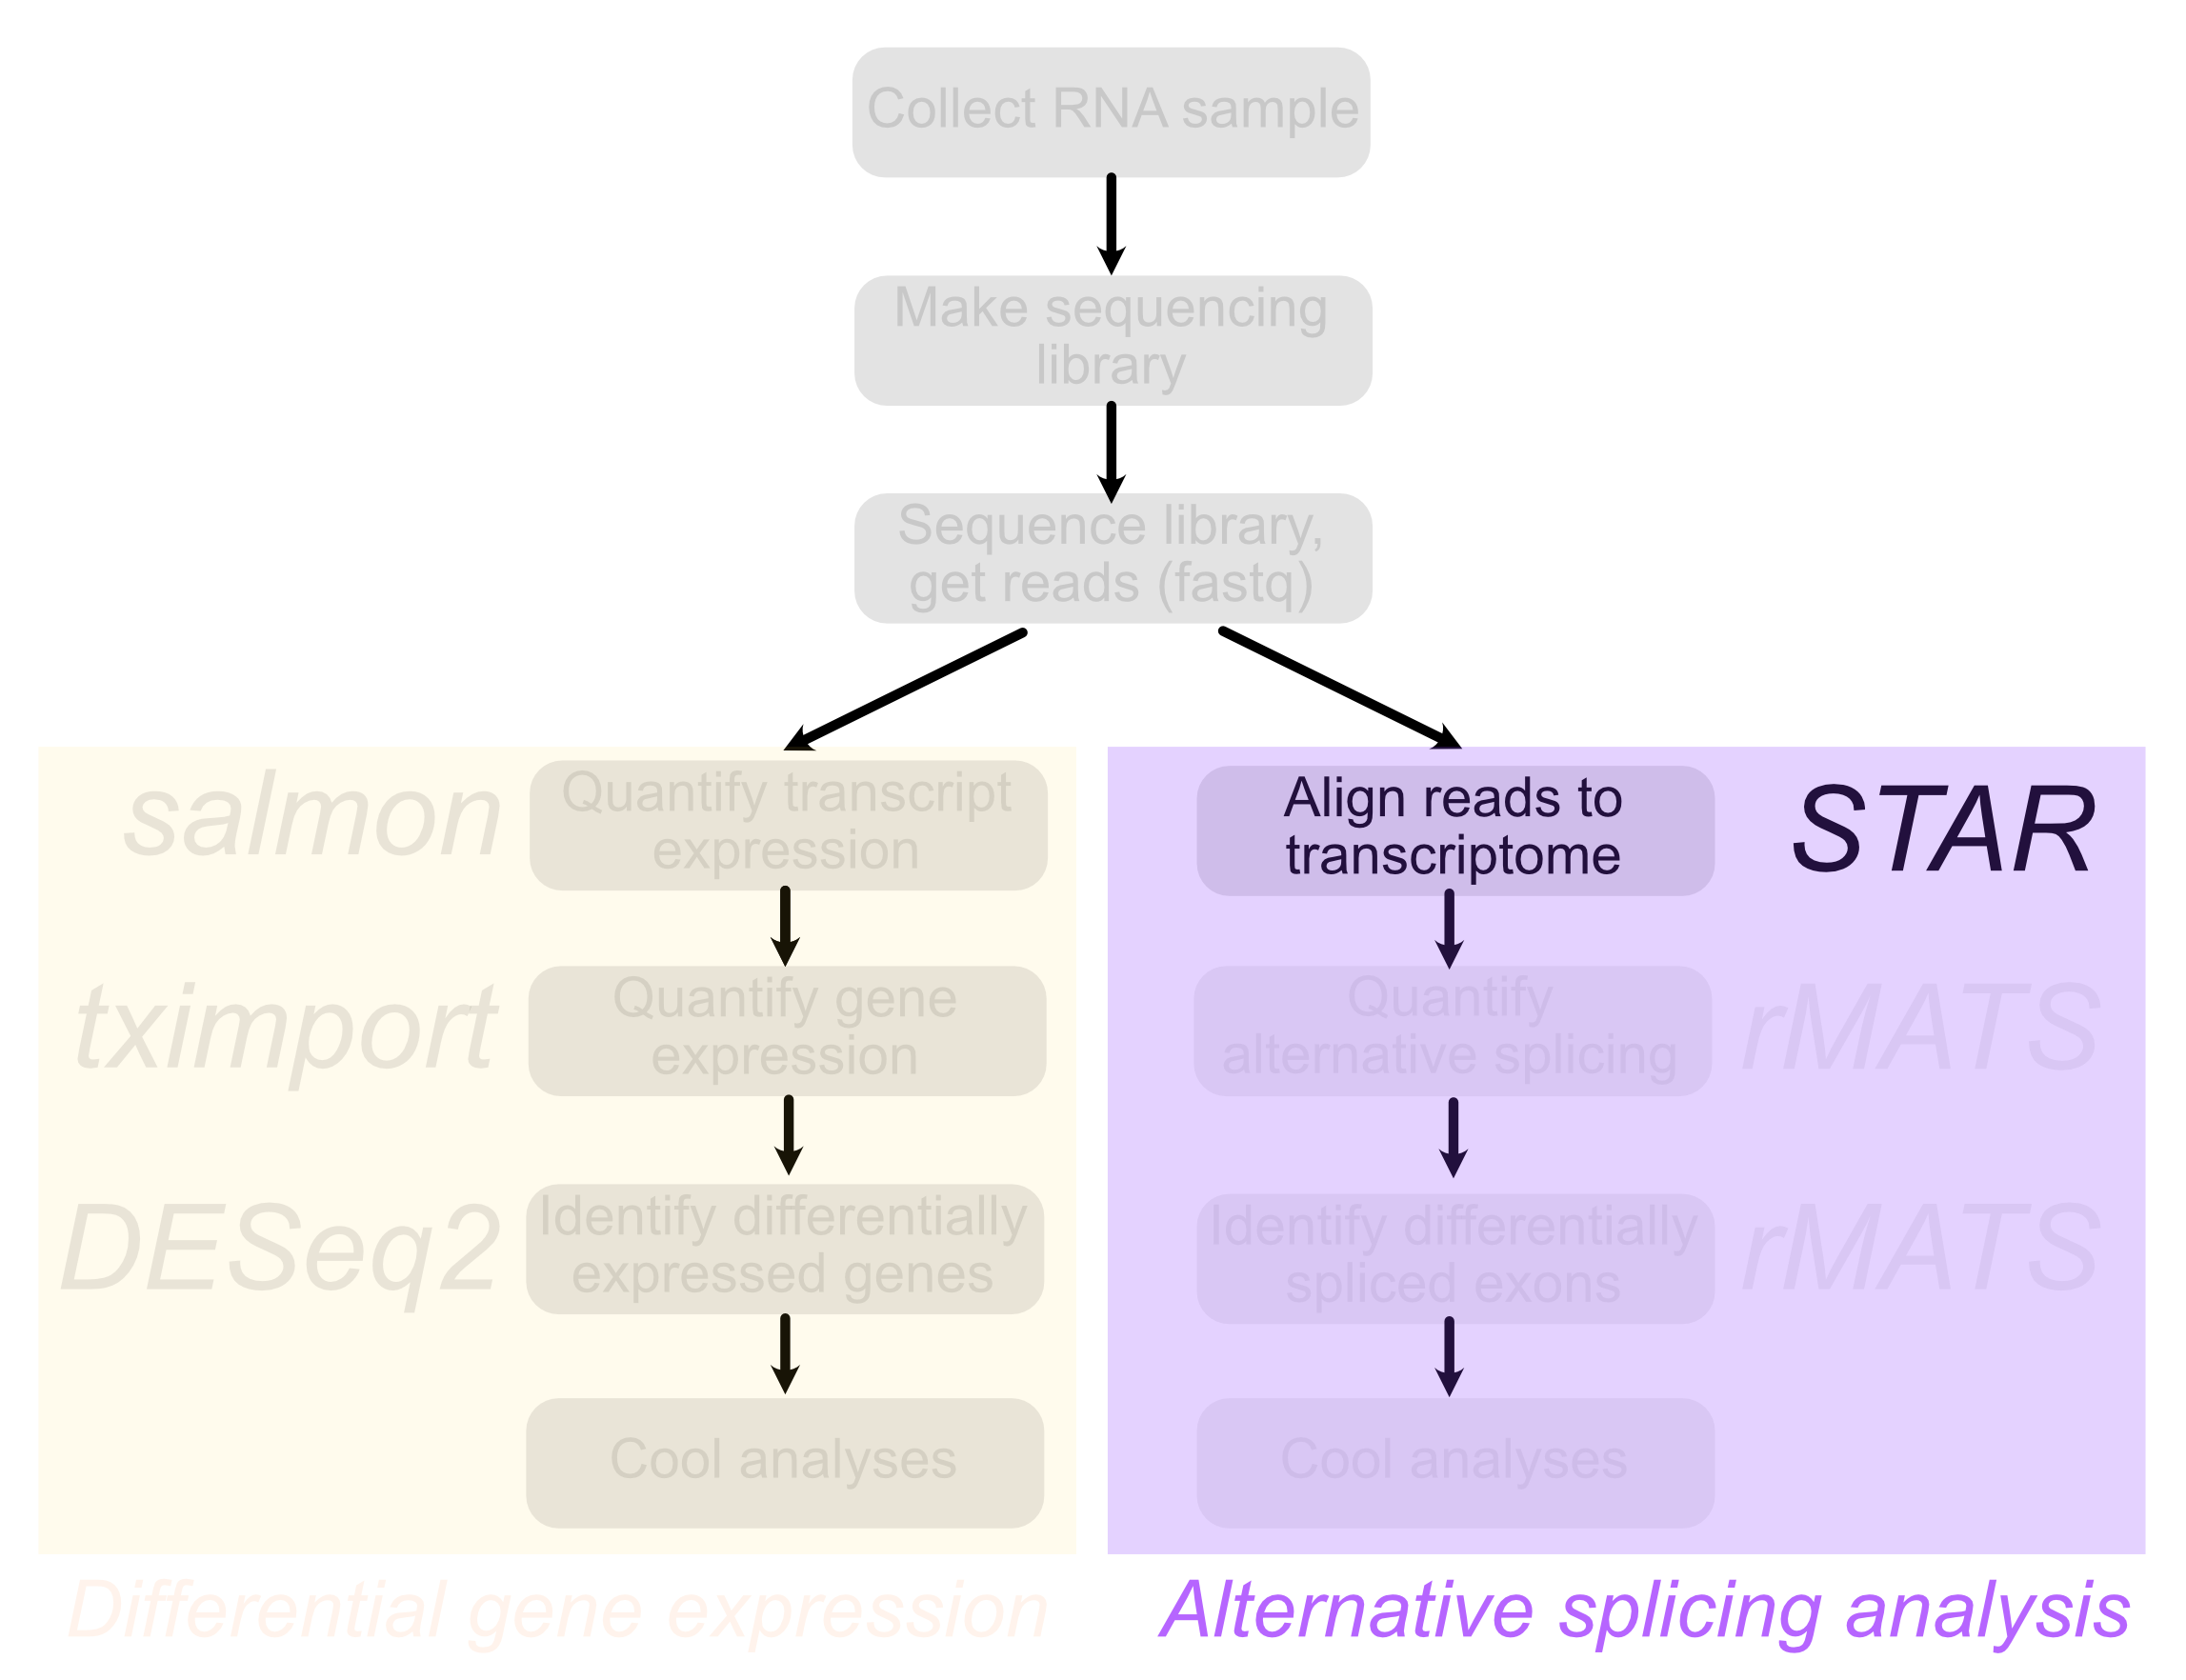 Collect RNA sample
Make sequencing
library
Sequence library,
get reads (fastq)
salmon
Quantify transcript
expression
tximport
Quantify gene
expression
DESeq2
Identify differentially
expressed genes
Cool analyses
Differential gene expression
Align reads to
transcriptome
STAR
Quantify
alternative splicing
rMATS
Identify differentially
spliced exons
rMATS
Cool analyses
Alternative splicing analysis